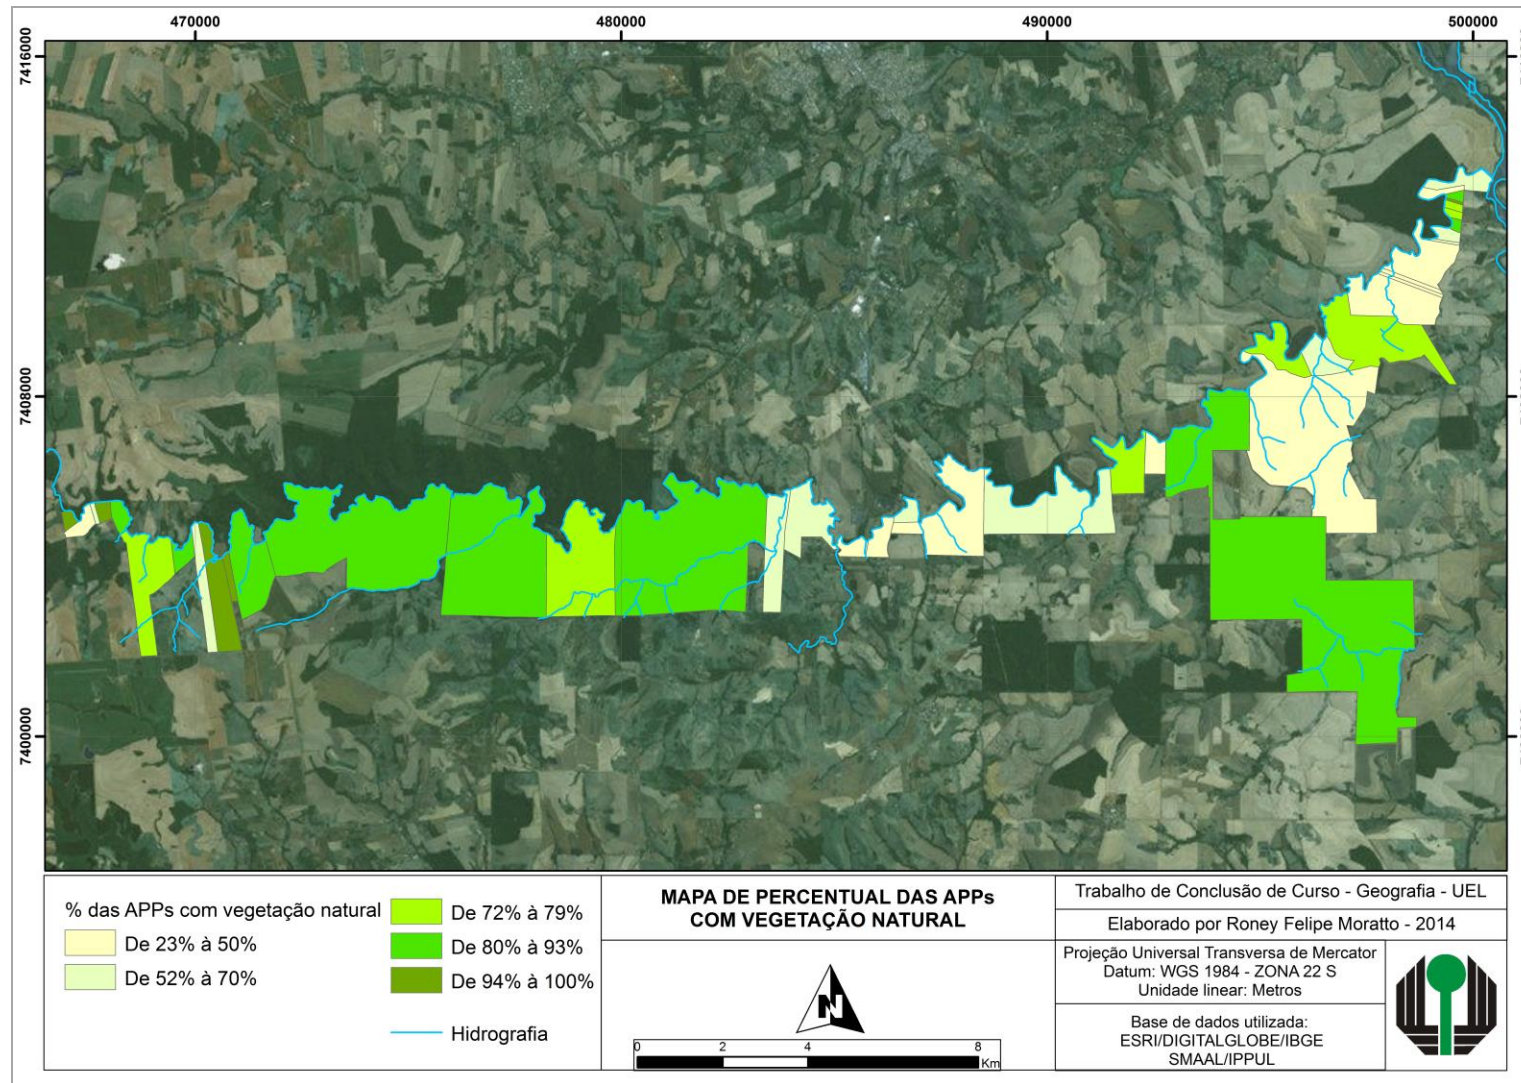 470000 480000 490000 500000
7416000
7408000
7400000
% das APPs com vegetação natural
De 23% à 50%
De 52% à 70%
De 72% à 79%
De 80% à 93%
De 94% à 100%
Hidrografia
MAPA DE PERCENTUAL DAS APPs
COM VEGETAÇÃO NATURAL
N
0 2 4 8
Km
Trabalho de Conclusão de Curso - Geografia - UEL
Elaborado por Roney Felipe Moratto - 2014
Projeção Universal Transversa de Mercator
Datum: WGS 1984 - ZONA 22 S
Unidade linear: Metros
Base de dados utilizada:
ESRI/DIGITALGLOBE/IBGE
SMAAL/IPPUL